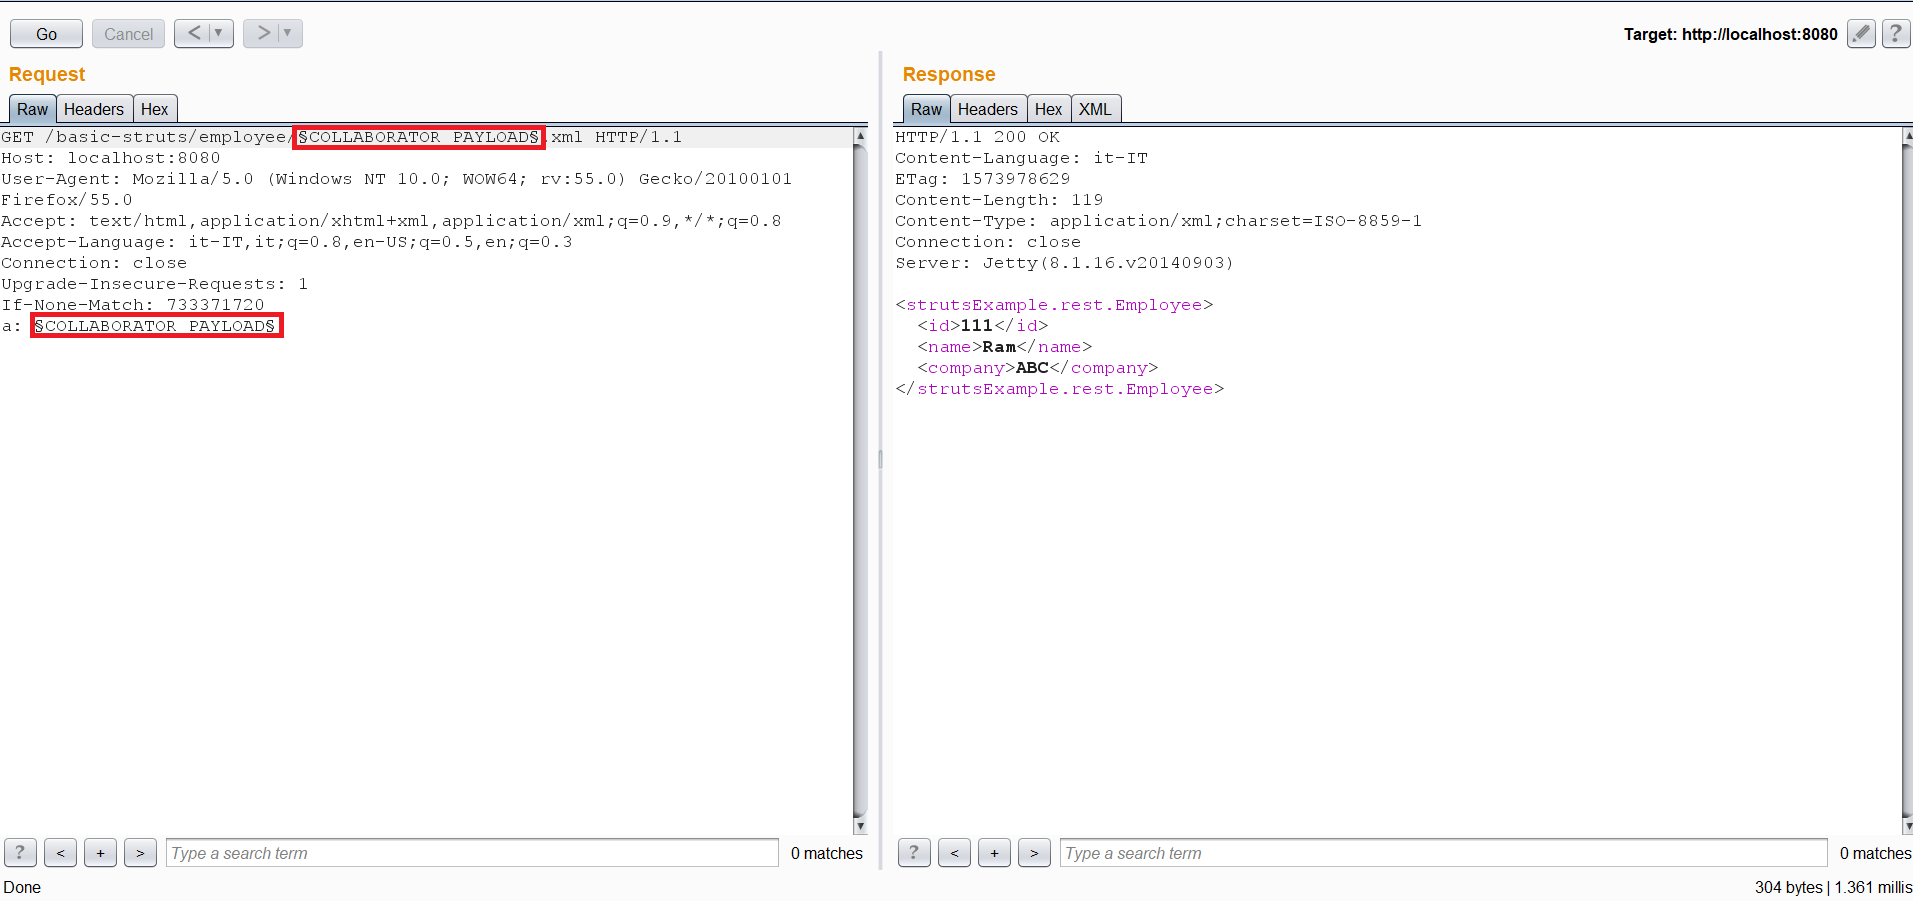 Go Cancel < > Target: http://localhost:8080 ?
Request
Raw Headers Hex
GET /basic-struts/employee/§COLLABORATOR PAYLOAD§.xml HTTP/1.1
Host: localhost:8080
User-Agent: Mozilla/5.0 (Windows NT 10.0; WOW64; rv:55.0) Gecko/20100101
Firefox/55.0
Accept: text/html,application/xhtml+xml,application/xml;q=0.9,*/*;q=0.8
Accept-Language: it-IT,it;q=0.8,en-US;q=0.5,en;q=0.3
Connection: close
Upgrade-Insecure-Requests: 1
If-None-Match: 733371720
a: §COLLABORATOR PAYLOAD§
? < + > Type a search term 0 matches
Response
Raw Headers Hex XML
HTTP/1.1 200 OK
Content-Language: it-IT
ETag: 1573978629
Content-Length: 119
Content-Type: application/xml;charset=ISO-8859-1
Connection: close
Server: Jetty(8.1.16.v20140903)
<strutsExample.rest.Employee>
<id>111</id>
<name>Ram</name>
<company>ABC</company>
</strutsExample.rest.Employee>
? < + > Type a search term 0 matches
Done 304 bytes | 1.361 millis